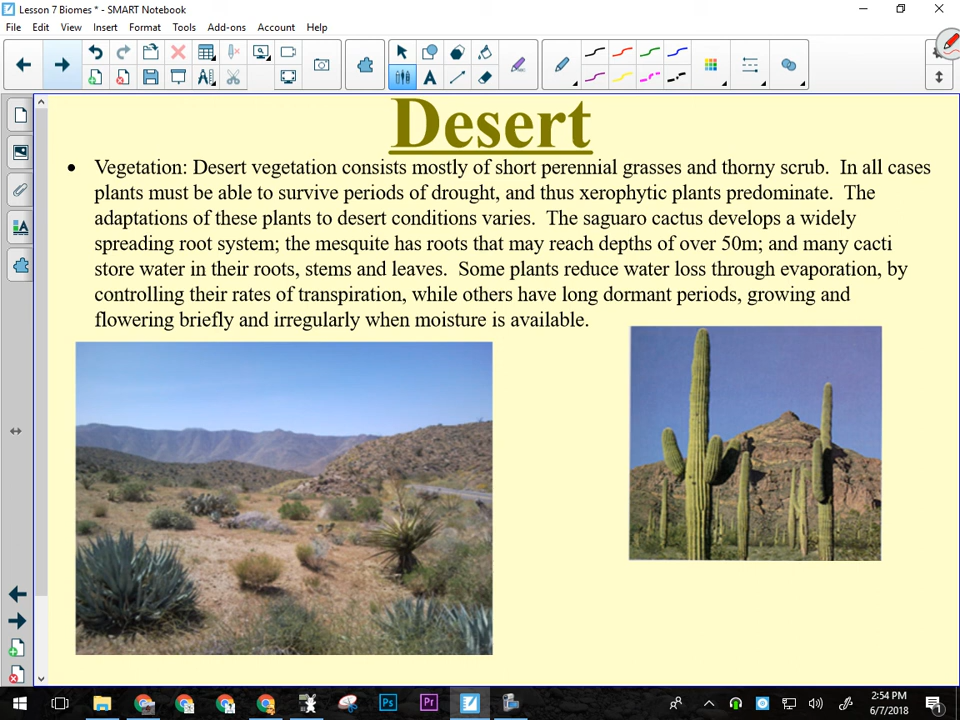 Lesson 7 Biomes * - SMART Notebook
File Edit View Insert Format Tools Add-ons Account Help
Desert
• Vegetation: Desert vegetation consists mostly of short perennial grasses and thorny scrub. In all cases
plants must be able to survive periods of drought, and thus xerophytic plants predominate. The
adaptations of these plants to desert conditions varies. The saguaro cactus develops a widely
spreading root system; the mesquite has roots that may reach depths of over 50m; and many cacti
store water in their roots, stems and leaves. Some plants reduce water loss through evaporation, by
controlling their rates of transpiration, while others have long dormant periods, growing and
flowering briefly and irregularly when moisture is available.
Ps Pr
2:54 PM
6/7/2018
1